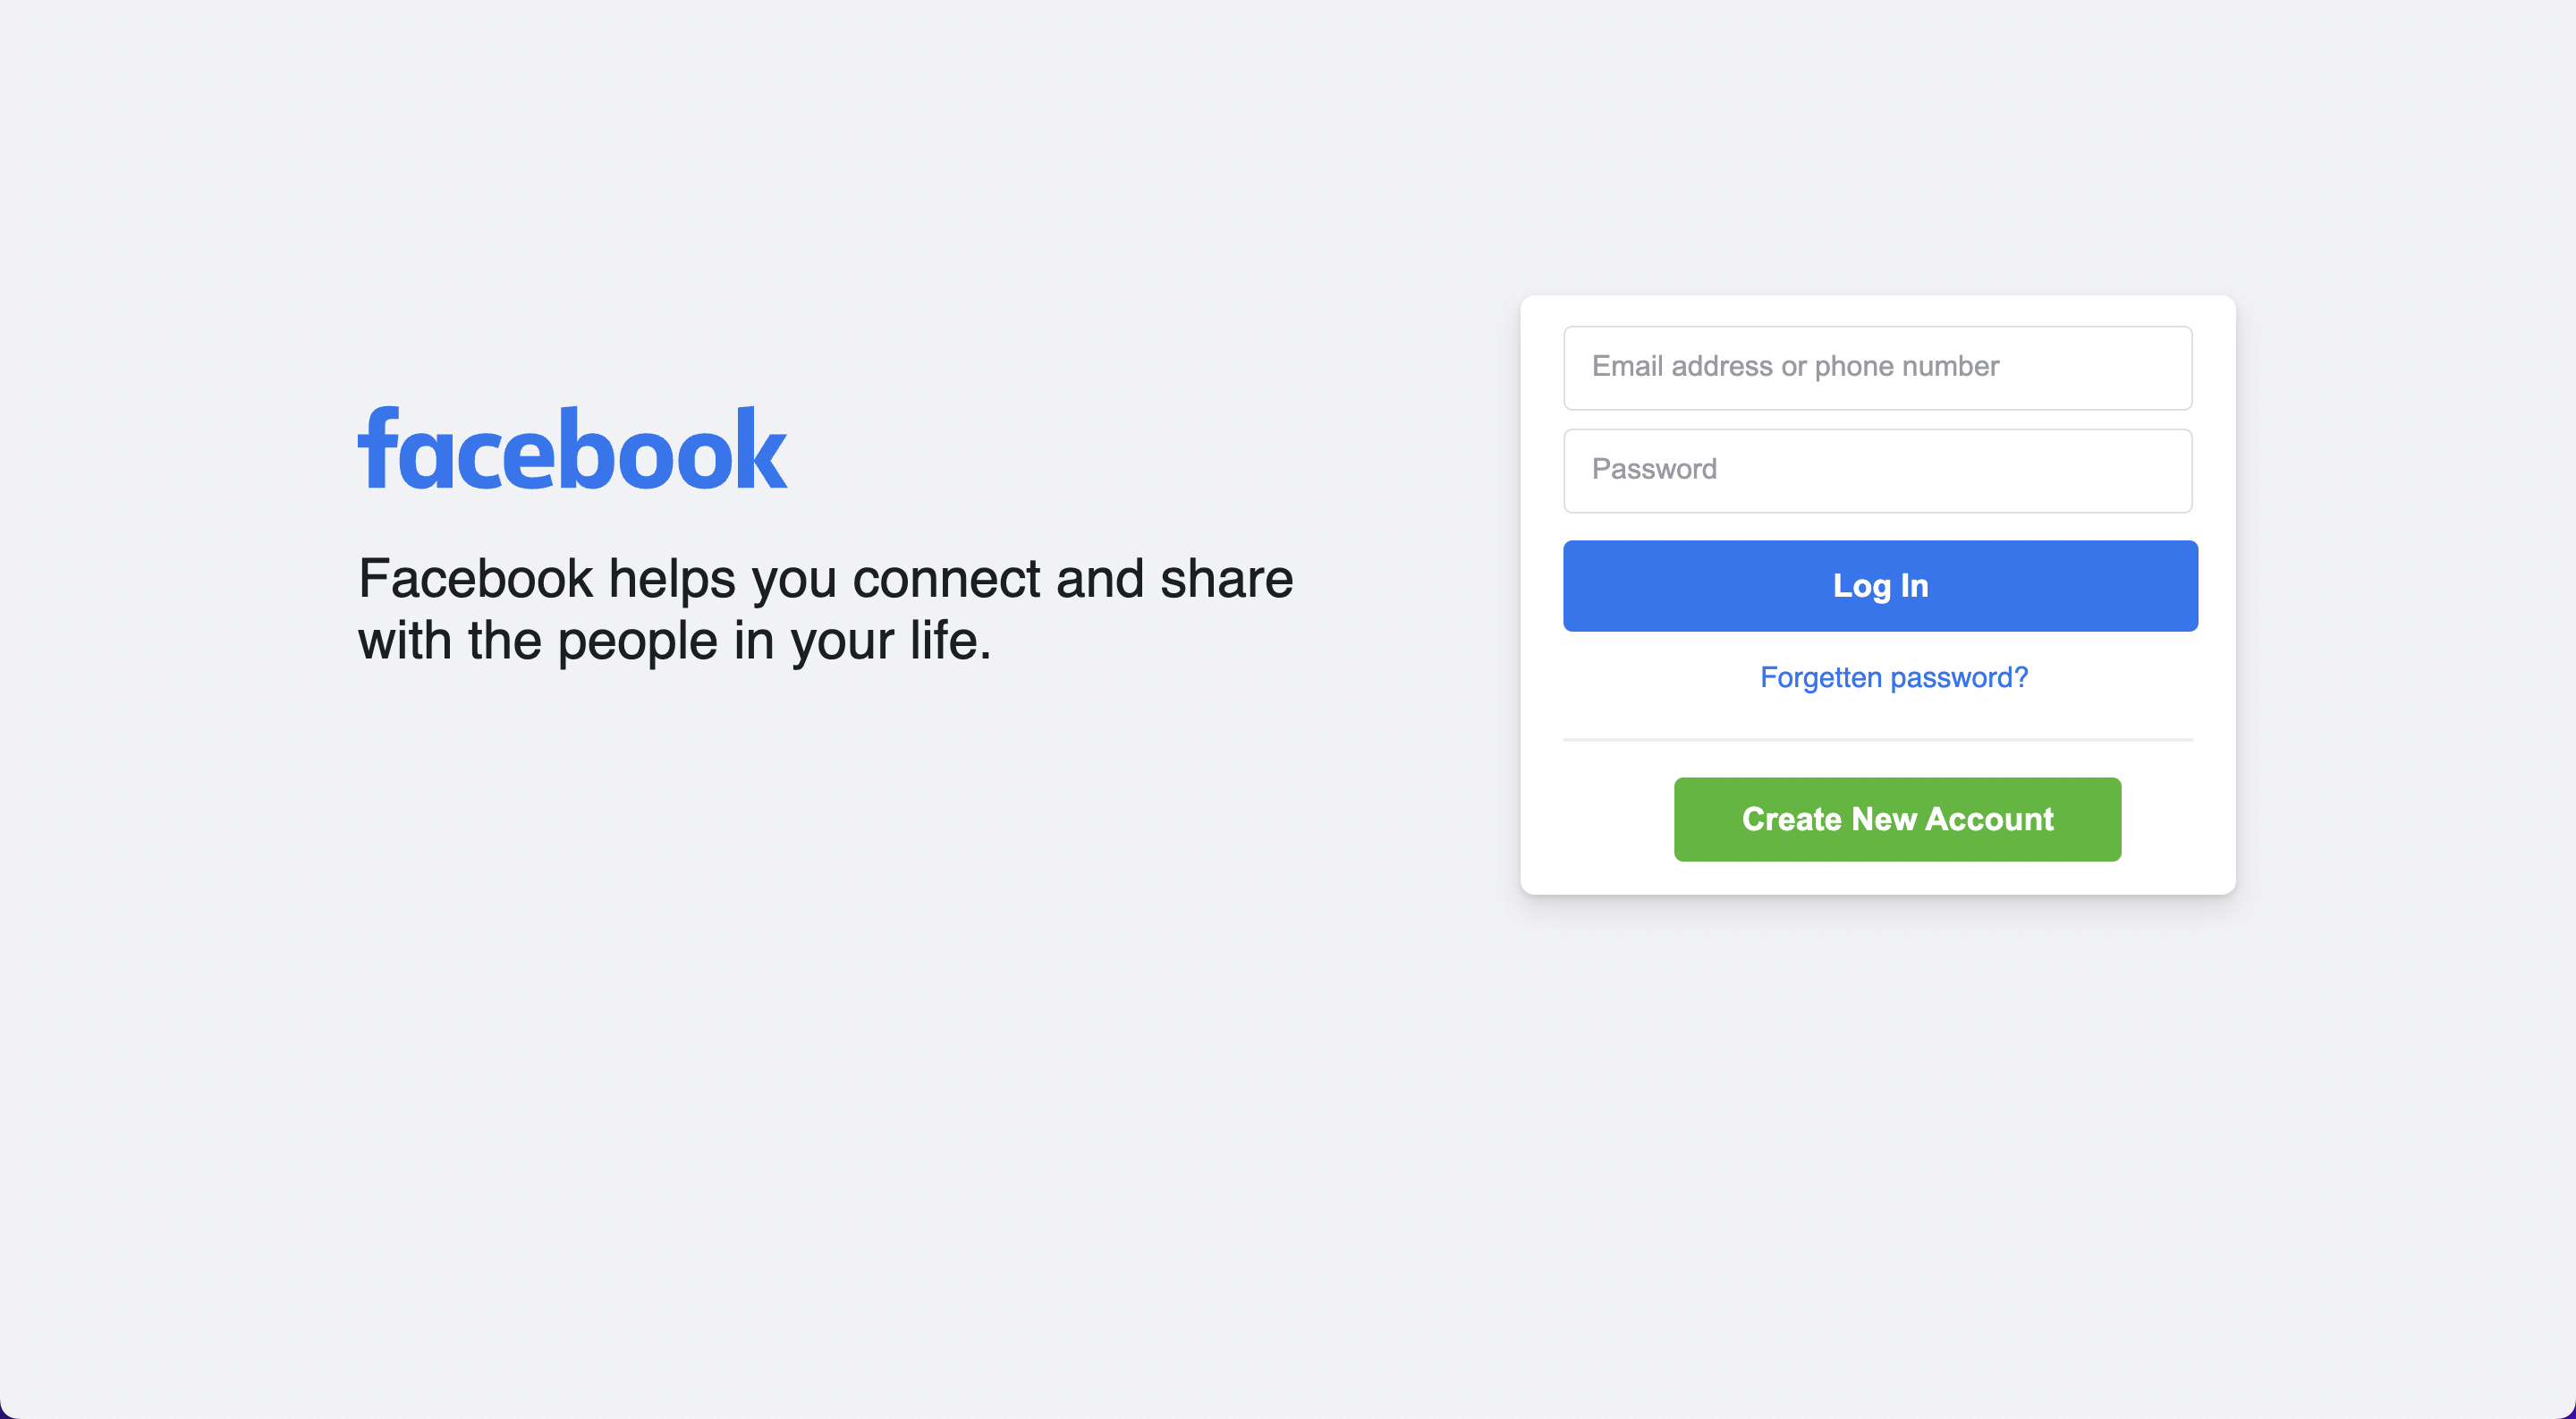 facebook
Facebook helps you connect and share
with the people in your life.
Email address or phone number
Password
Log In
Forgetten password?
Create New Account